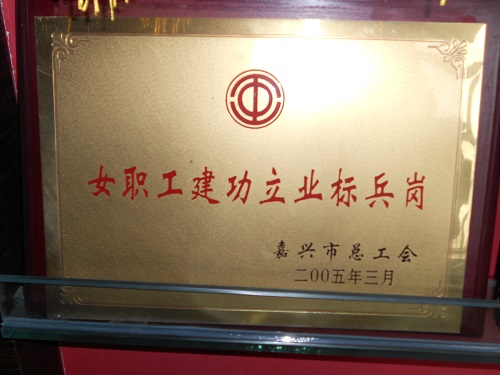 女职工建功立业标兵岗
嘉兴市总工会
二00五年三月